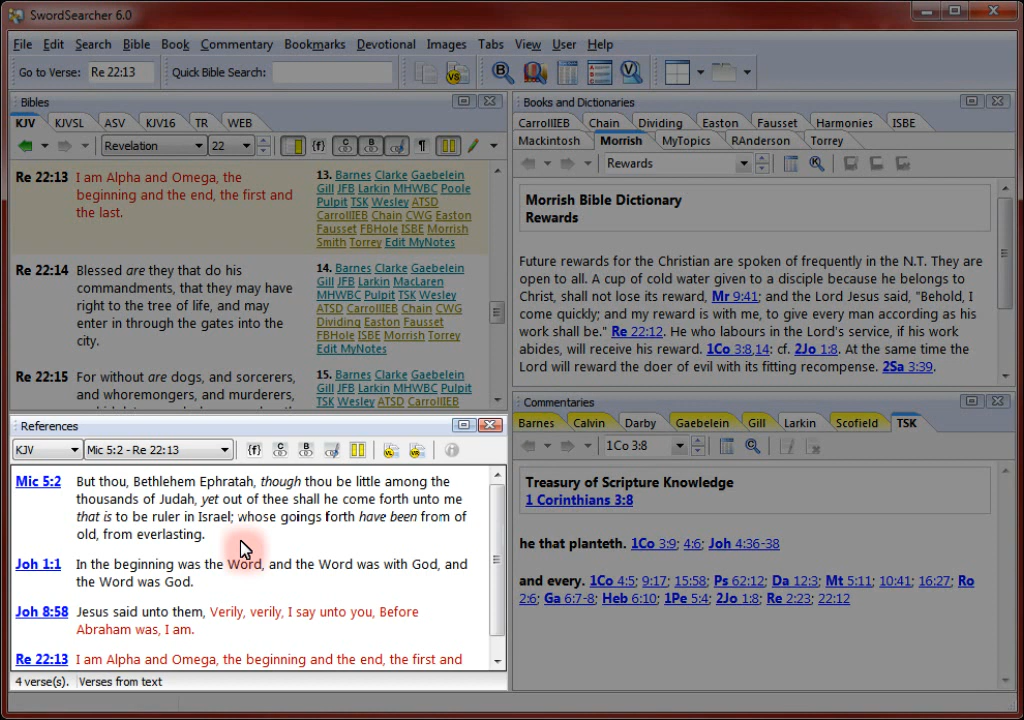 SwordSearcher 6.0
File Edit Search Bible Book Commentary Bookmarks Devotional Images Tabs View User Help
Go to Verse: Re 22:13 Quick Bible Search:
Bibles
KJV KJVSL ASV KJV16 TR WEB
Revelation 22
Re 22:13 I am Alpha and Omega, the
beginning and the end, the first and
the last.
13. Barnes Clarke Gaebelein
Gill JFB Larkin MHWBC Poole
Pulpit TSK Wesley ATSD
CarrollIEB Chain CWG Easton
Fausset FBHole ISBE Morrish
Smith Torrey Edit MyNotes
Re 22:14 Blessed are they that do his
commandments, that they may have
right to the tree of life, and may
enter in through the gates into the
city.
14. Barnes Clarke Gaebelein
Gill JFB Larkin MacLaren
MHWBC Pulpit TSK Wesley
ATSD CarrollIEB Chain CWG
Dividing Easton Fausset
FBHole ISBE Morrish Torrey
Edit MyNotes
Re 22:15 For without are dogs, and sorcerers,
and whoremongers, and murderers,
15. Barnes Clarke Gaebelein
Gill JFB Larkin MHWBC Pulpit
TSK Wesley ATSD CarrollIEB
Books and Dictionaries
CarrollIEB Chain Dividing Easton Fausset Harmonies ISBE
Mackintosh Morrish MyTopics RAnderson Torrey
Rewards
Morrish Bible Dictionary
Rewards
Future rewards for the Christian are spoken of frequently in the N.T. They are
open to all. A cup of cold water given to a disciple because he belongs to
Christ, shall not lose its reward, Mr 9:41; and the Lord Jesus said, "Behold, I
come quickly; and my reward is with me, to give every man according as his
work shall be." Re 22:12. He who labours in the Lord's service, if his work
abides, will receive his reward. 1Co 3:8,14: cf. 2Jo 1:8. At the same time the
Lord will reward the doer of evil with its fitting recompense. 2Sa 3:39.
References
KJV Mic 5:2 - Re 22:13
Mic 5:2 But thou, Bethlehem Ephratah, though thou be little among the
thousands of Judah, yet out of thee shall he come forth unto me
that is to be ruler in Israel; whose goings forth have been from of
old, from everlasting.
Joh 1:1 In the beginning was the Word, and the Word was with God, and
the Word was God.
Joh 8:58 Jesus said unto them, Verily, verily, I say unto you, Before
Abraham was, I am.
Re 22:13 I am Alpha and Omega, the beginning and the end, the first and
4 verse(s). Verses from text
Commentaries
Barnes Calvin Darby Gaebelein Gill Larkin Scofield TSK
1Co 3:8
Treasury of Scripture Knowledge
1 Corinthians 3:8
he that planteth. 1Co 3:9; 4:6; Joh 4:36-38
and every. 1Co 4:5; 9:17; 15:58; Ps 62:12; Da 12:3; Mt 5:11; 10:41; 16:27; Ro
2:6; Ga 6:7-8; Heb 6:10; 1Pe 5:4; 2Jo 1:8; Re 2:23; 22:12